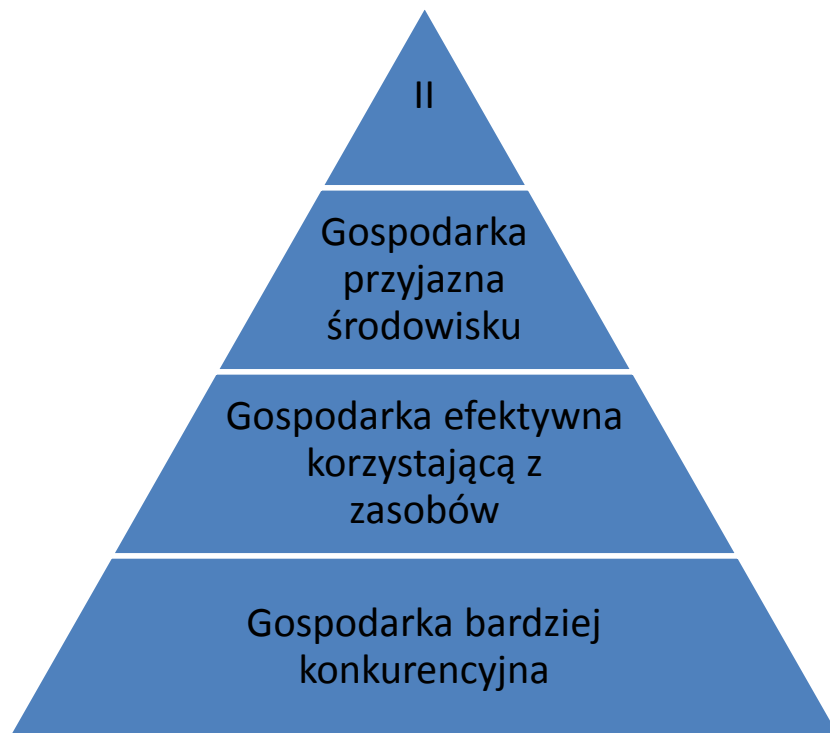 II
Gospodarka
przyjazna
środowisku
Gospodarka efektywna
korzystającą z
zasobów
Gospodarka bardziej
konkurencyjna